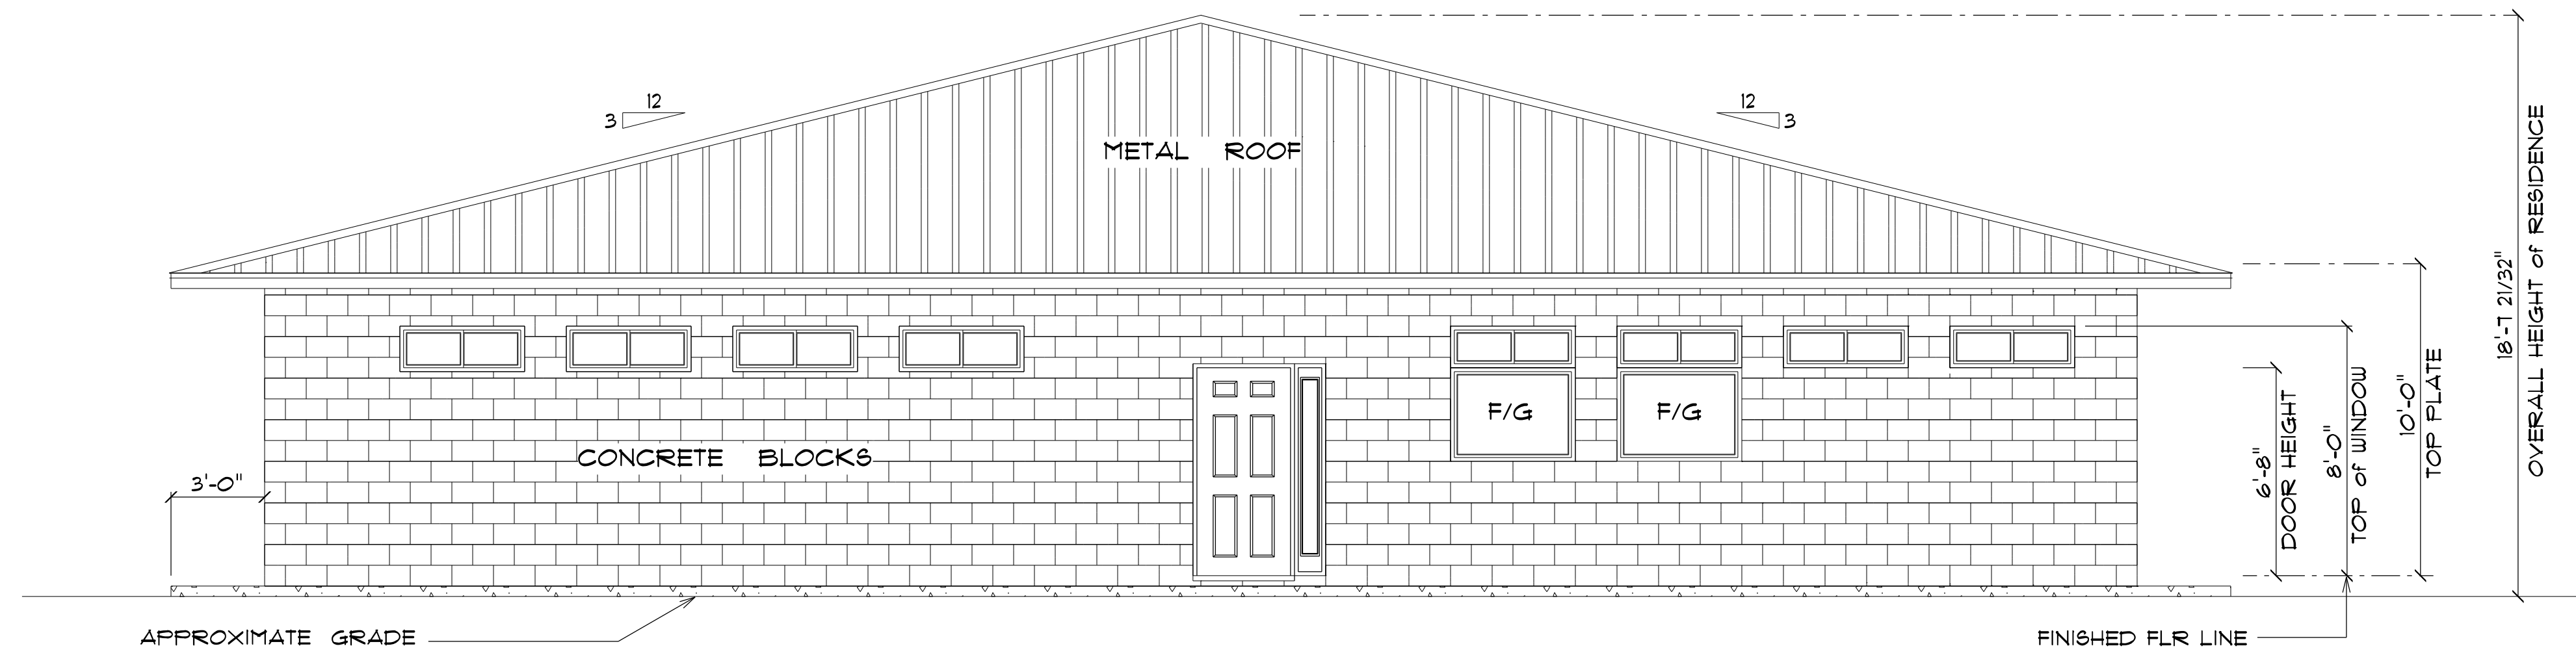 12
3
12
3
METAL ROOF
F/G
F/G
CONCRETE BLOCKS
3'-0"
6'-8"
DOOR HEIGHT
8'-0"
TOP of WINDOW
10'-0"
TOP PLATE
18'-7 21/32"
OVERALL HEIGHT of RESIDENCE
APPROXIMATE GRADE
FINISHED FLR LINE